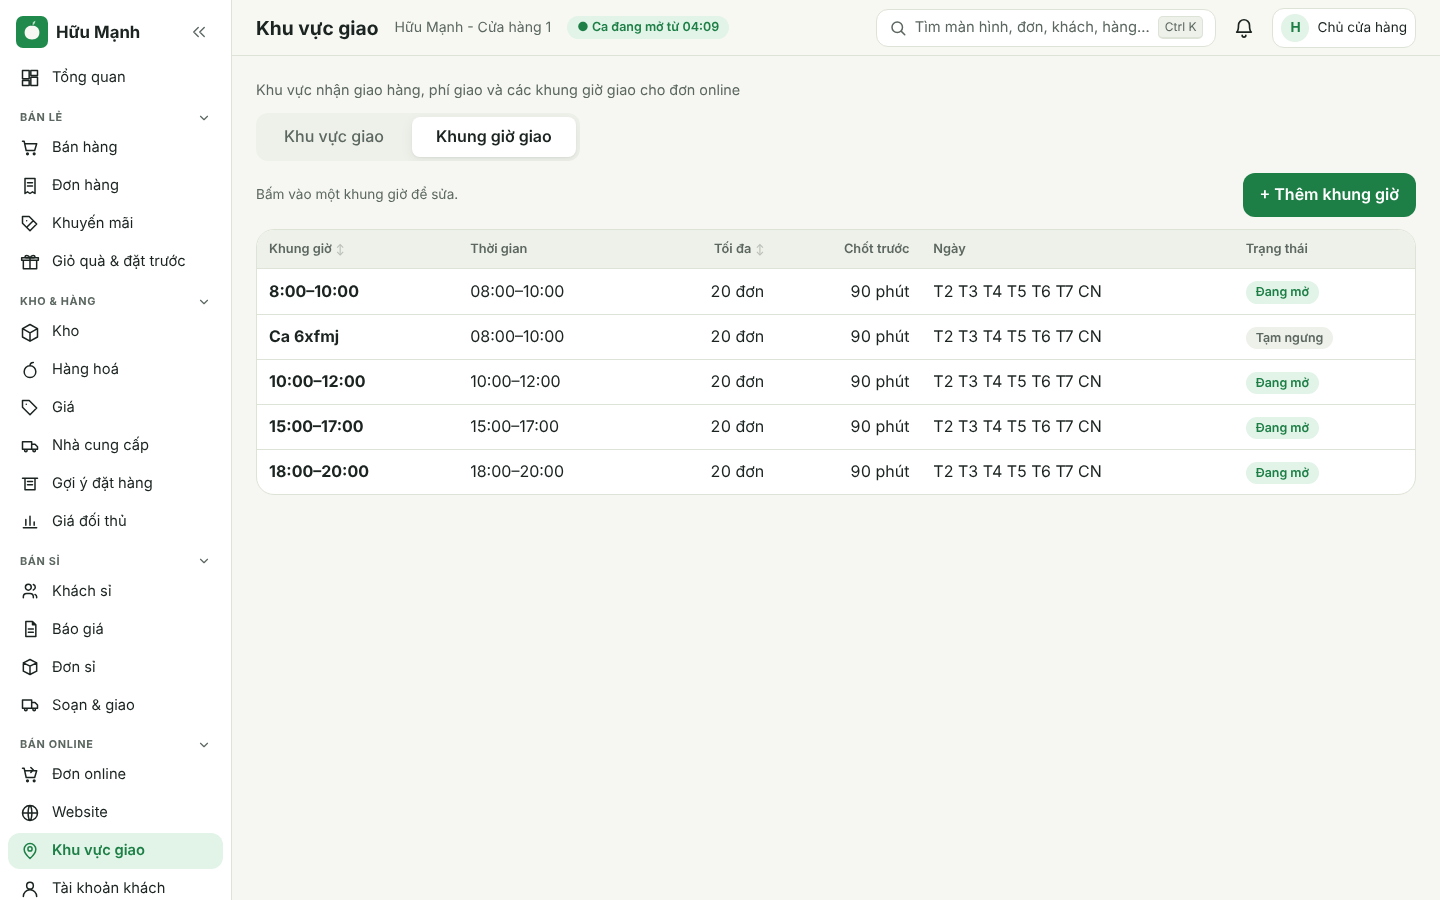 Hữu Mạnh
Tổng quan
BÁN LẺ
Bán hàng
Đơn hàng
Khuyến mãi
Giỏ quà & đặt trước
KHO & HÀNG
Kho
Hàng hoá
Giá
Nhà cung cấp
Gợi ý đặt hàng
Giá đối thủ
BÁN SỈ
Khách sỉ
Báo giá
Đơn sỉ
Soạn & giao
BÁN ONLINE
Đơn online
Website
Khu vực giao
Tài khoản khách
Khu vực giao Hữu Mạnh - Cửa hàng 1 Ca đang mở từ 04:09 Tìm màn hình, đơn, khách, hàng... Ctrl K H Chủ cửa hàng
Khu vực nhận giao hàng, phí giao và các khung giờ giao cho đơn online
Khu vực giao Khung giờ giao
Bấm vào một khung giờ để sửa. + Thêm khung giờ
Khung giờ Thời gian Tối đa Chốt trước Ngày Trạng thái
8:00–10:00 08:00–10:00 20 đơn 90 phút T2 T3 T4 T5 T6 T7 CN Đang mở
Ca 6xfmj 08:00–10:00 20 đơn 90 phút T2 T3 T4 T5 T6 T7 CN Tạm ngưng
10:00–12:00 10:00–12:00 20 đơn 90 phút T2 T3 T4 T5 T6 T7 CN Đang mở
15:00–17:00 15:00–17:00 20 đơn 90 phút T2 T3 T4 T5 T6 T7 CN Đang mở
18:00–20:00 18:00–20:00 20 đơn 90 phút T2 T3 T4 T5 T6 T7 CN Đang mở